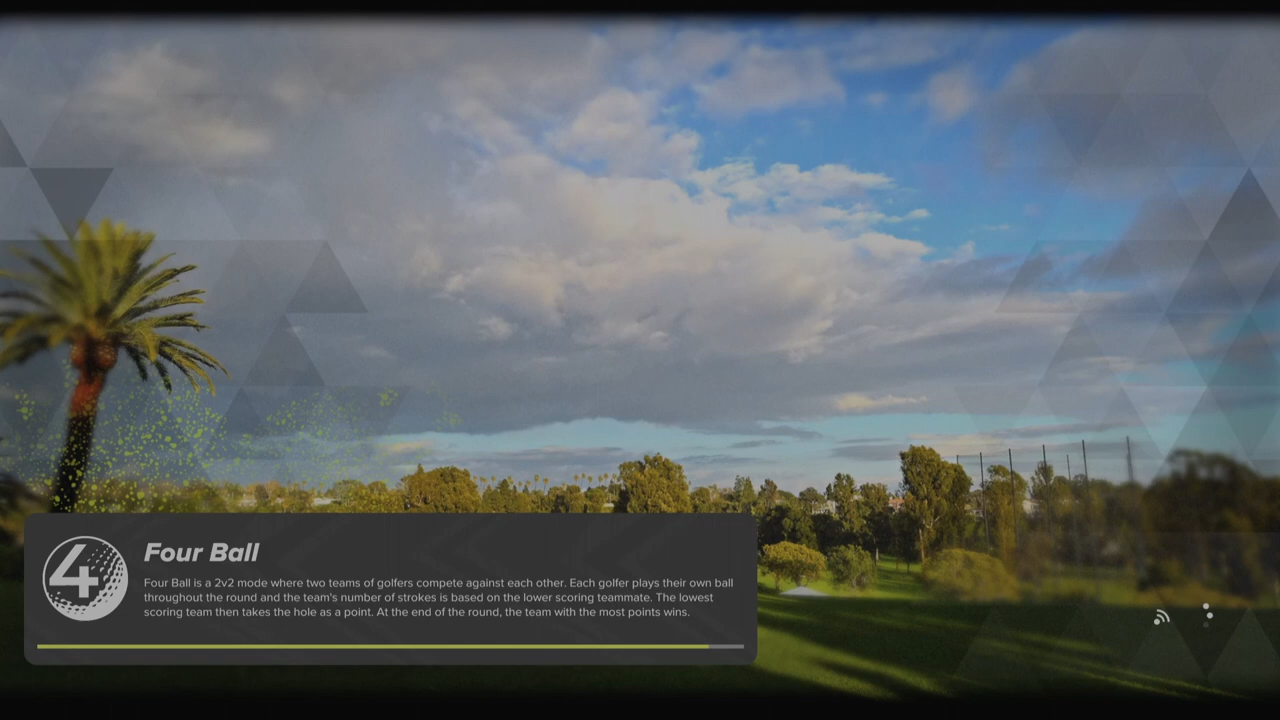 4
Four Ball
Four Ball is a 2v2 mode where two teams of golfers compete against each other. Each golfer plays their own ball
throughout the round and the team's number of strokes is based on the lower scoring teammate. The lowest
scoring team then takes the hole as a point. At the end of the round, the team with the most points wins.